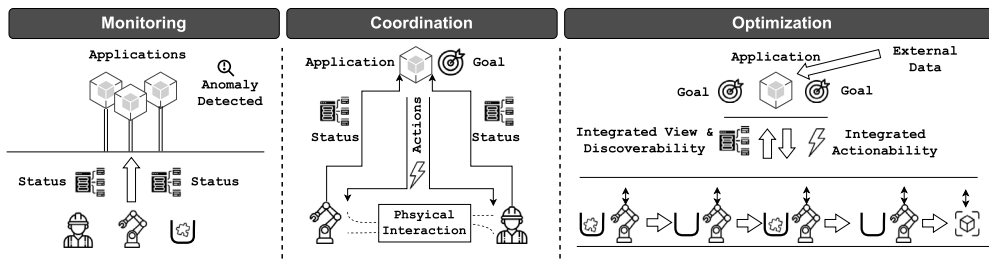 Monitoring
Applications
Anomaly
Detected
Status
Status
Coordination
Application
Goal
Status
Actions
Status
Phsyical
Interaction
Optimization
Application
External
Data
Goal
Goal
Integrated View &
Discoverability
Integrated
Actionability